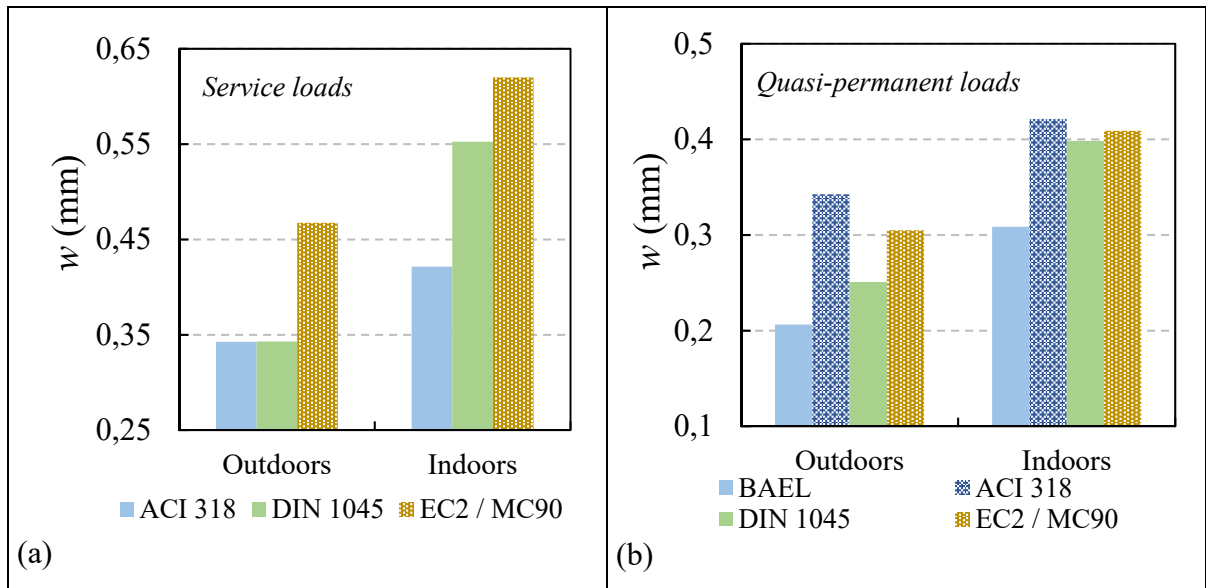 0,65
0,55
0,45
0,35
0,25
w (mm)
Service loads
Outdoors Indoors
ACI 318 DIN 1045 EC2 / MC90
(a)
0,5
0,4
0,3
0,2
0,1
w (mm)
Quasi-permanent loads
Outdoors Indoors
BAEL ACI 318
DIN 1045 EC2 / MC90
(b)